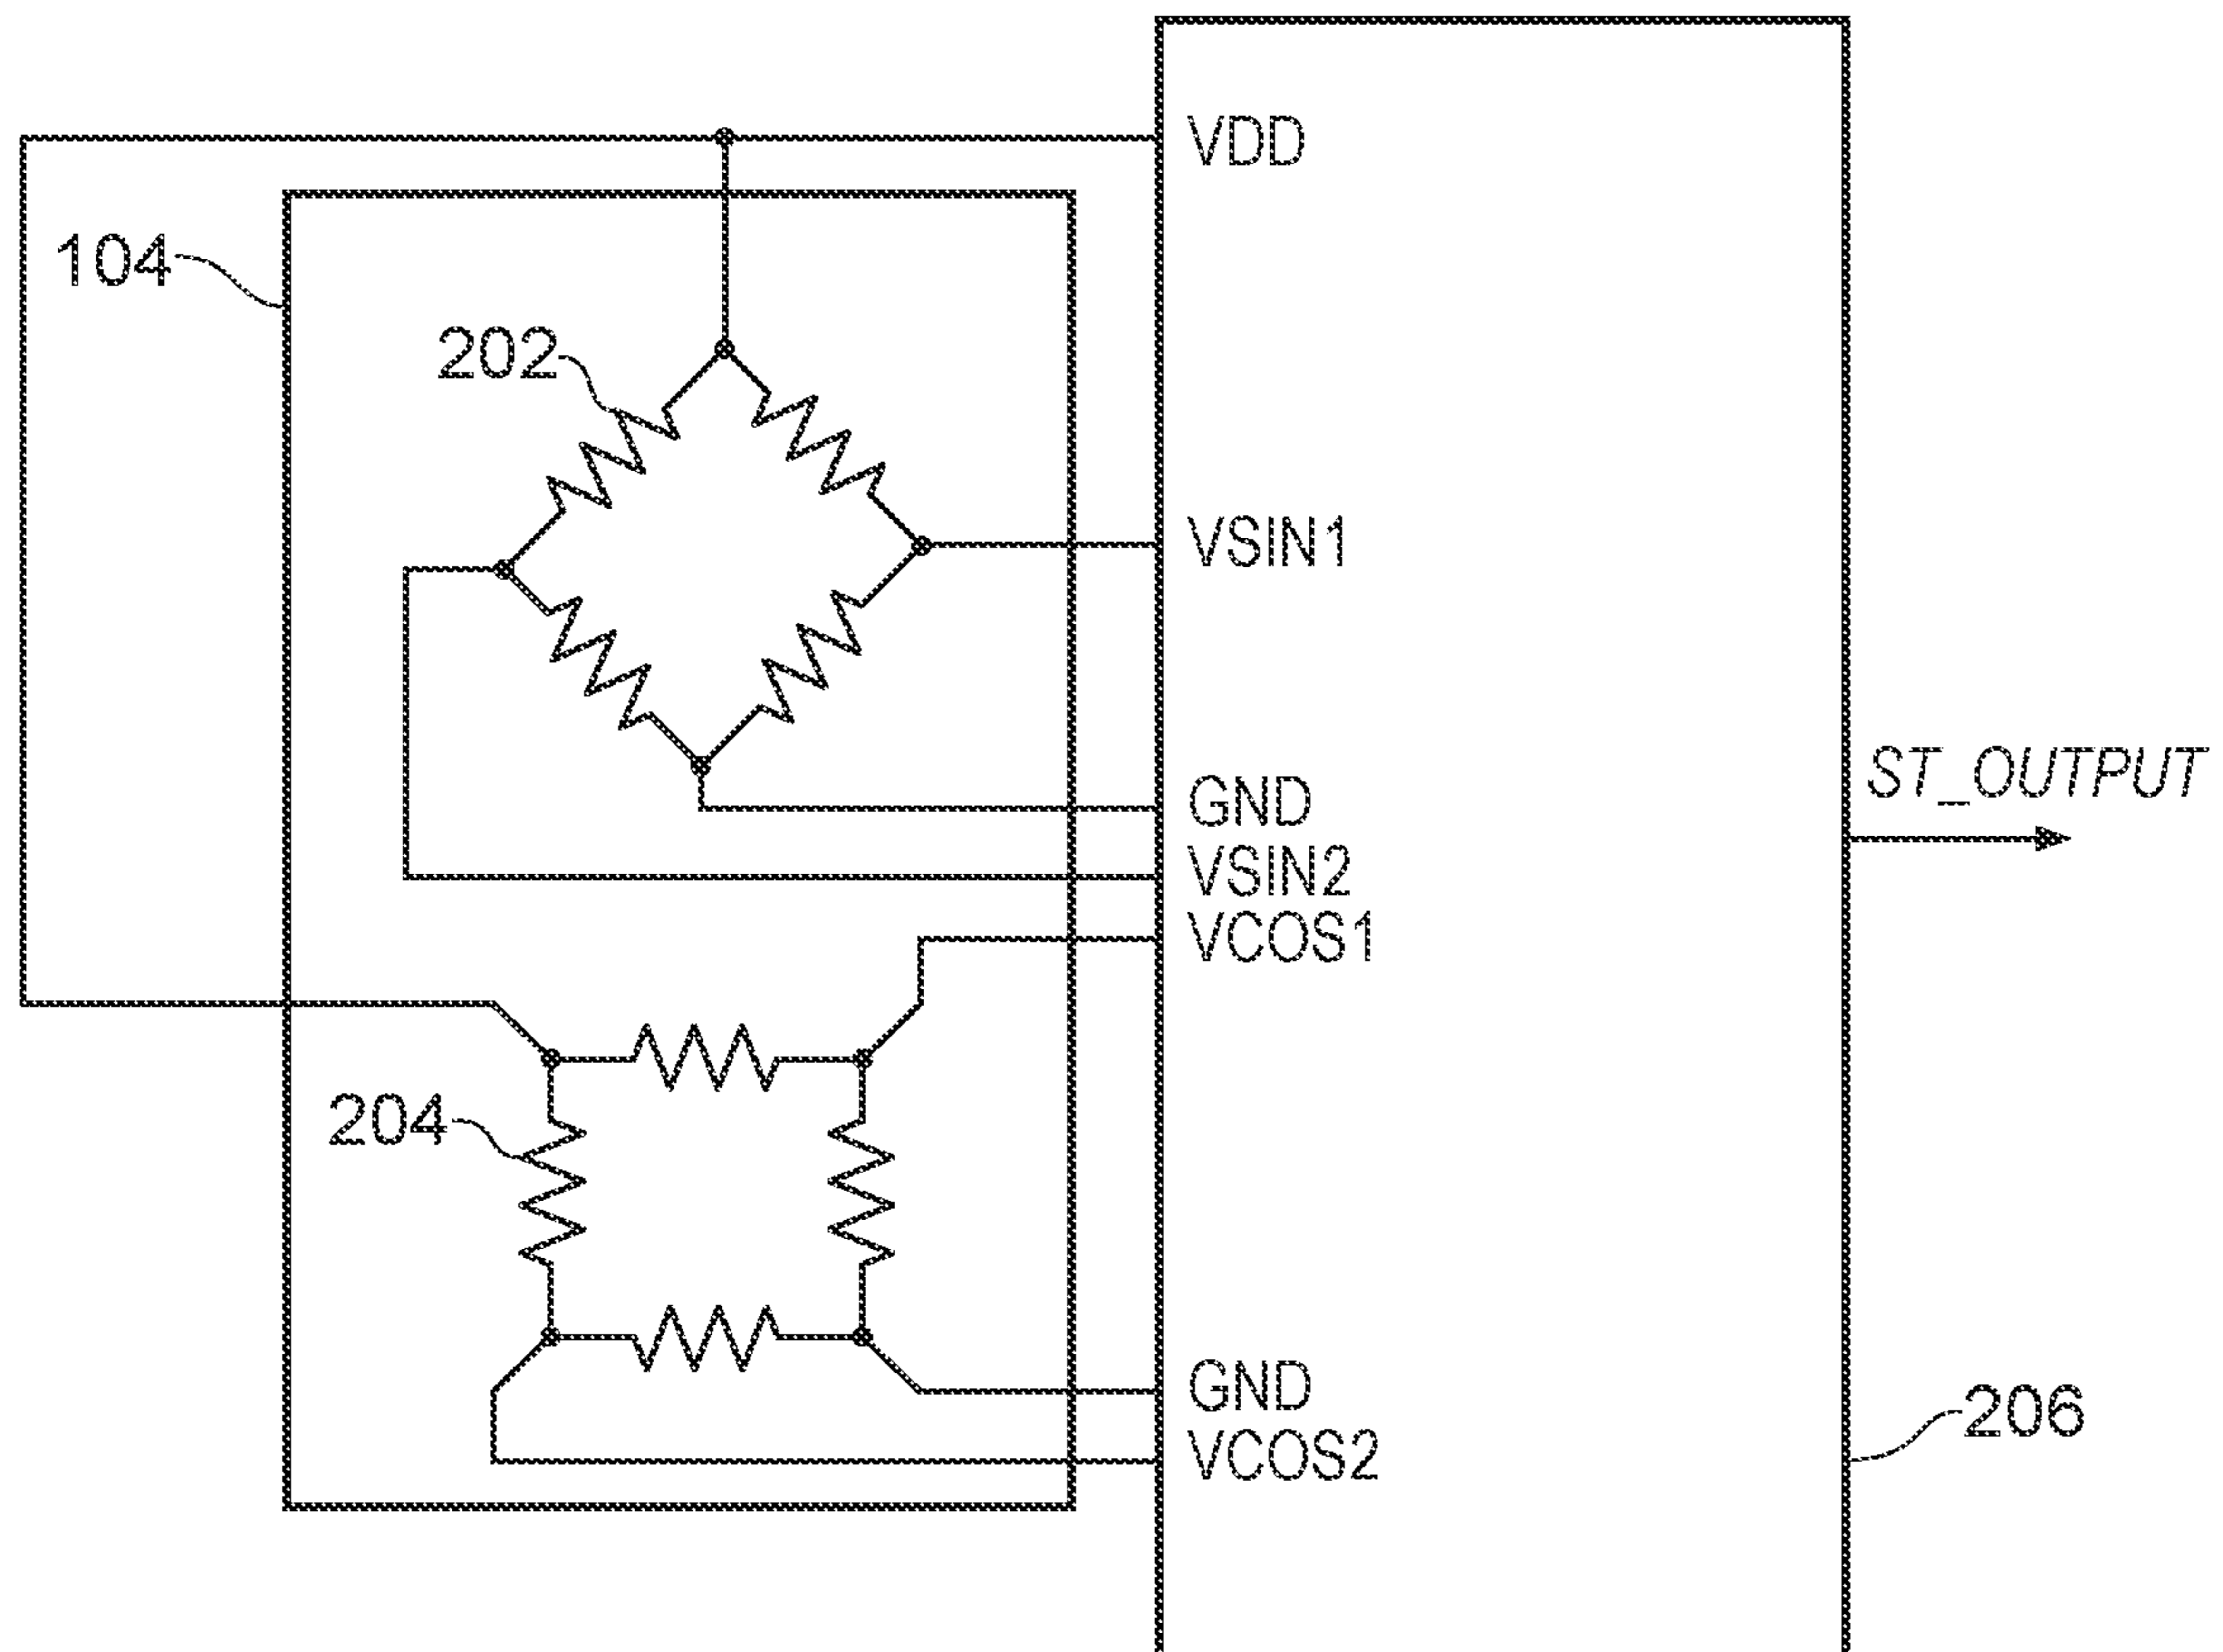 VDD
104
202
VSIN1
GND
ST_OUTPUT
VSIN2
VCOS1
204
GND
206
VCOS2